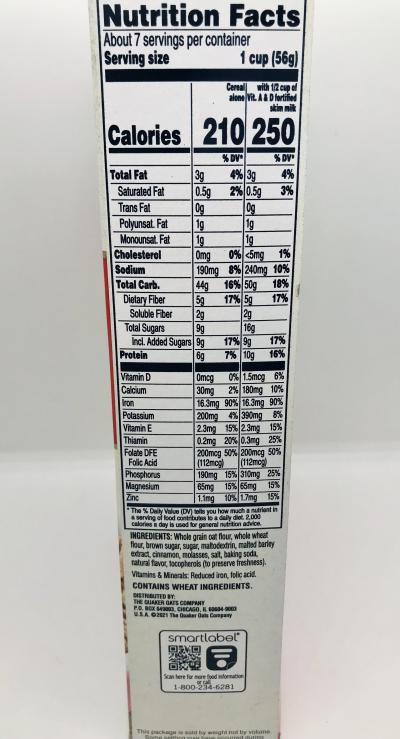 Nutrition Facts
About 7 servings per container
Serving size 1 cup (56g)
Cereal alone with 1/2 cup of Vit. A & D fortified skim milk
Calories 210 250
% DV* % DV*
Total Fat 3g 4% 3g 4%
Saturated Fat 0.5g 2% 0.5g 3%
Trans Fat 0g 0g
Polyunsat. Fat 1g 1g
Monounsat. Fat 1g 1g
Cholesterol 0mg 0% <5mg 1%
Sodium 190mg 8% 240mg 10%
Total Carb. 44g 16% 50g 18%
Dietary Fiber 5g 17% 5g 17%
Soluble Fiber 2g 2g
Total Sugars 9g 16g
Incl. Added Sugars 9g 17% 9g 17%
Protein 6g 7% 10g 16%
Vitamin D 0mcg 0% 1.5mcg 6%
Calcium 30mg 2% 180mg 10%
Iron 16.3mg 90% 16.3mg 90%
Potassium 200mg 4% 390mg 8%
Vitamin E 2.3mg 15% 2.3mg 15%
Thiamin 0.2mg 20% 0.3mg 25%
Folate DFE 200mcg 50% 200mcg 50%
Folic Acid (112mcg) (112mcg)
Phosphorus 190mg 15% 310mg 25%
Magnesium 65mg 15% 65mg 15%
Zinc 1.1mg 10% 1.7mg 15%
* The % Daily Value (DV) tells you how much a nutrient in
a serving of food contributes to a daily diet. 2,000
calories a day is used for general nutrition advice.
INGREDIENTS: Whole grain oat flour, whole wheat
flour, brown sugar, sugar, maltodextrin, malted barley
extract, cinnamon, molasses, salt, baking soda,
natural flavor, tocopherols (to preserve freshness).
Vitamins & Minerals: Reduced iron, folic acid.
CONTAINS WHEAT INGREDIENTS.
DISTRIBUTED BY:
THE QUAKER OATS COMPANY
P.O. BOX 049003, CHICAGO, IL 60604-9003
U.S.A. ©2021 The Quaker Oats Company
smartlabel®
Scan here for more food information
or call
1-800-234-6281
This package is sold by weight not by volume.
Some settling may have occurred during